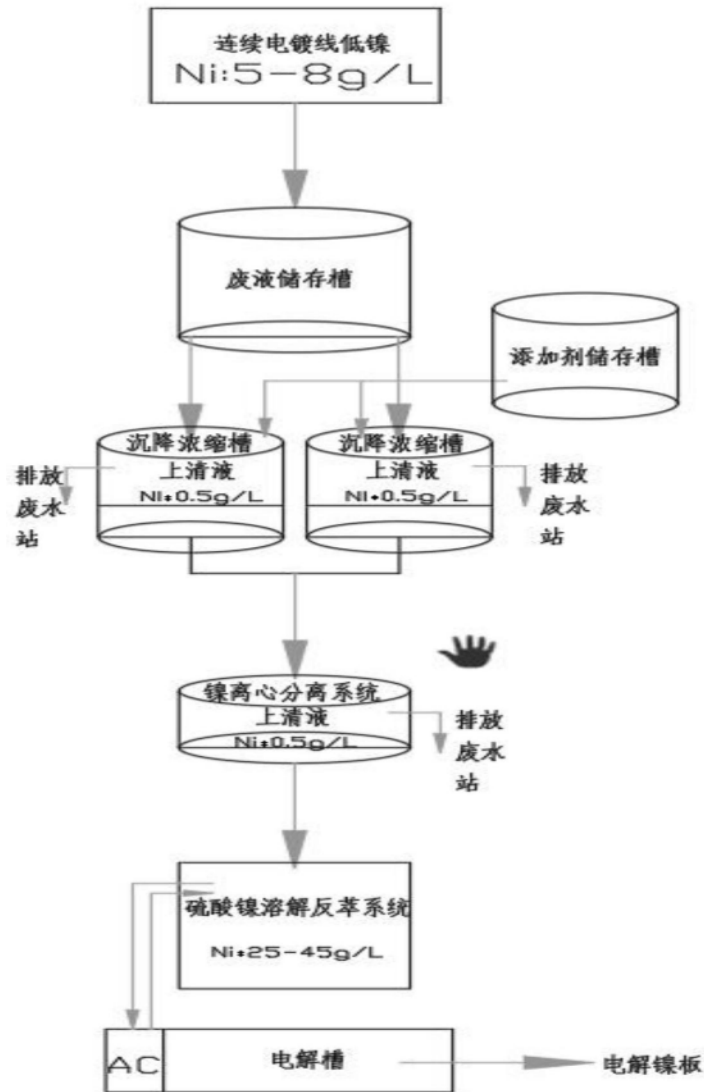 连续电镀线低镍
Ni:5-8g/L
废液储存槽
添加剂储存槽
沉降浓缩槽
上清液
NI:0.5g/L
沉降浓缩槽
上清液
NI:0.5g/L
排放
废水
站
排放
废水
站
镍离心分离系统
上清液
Ni:0.5g/L
排放
废水
站
硫酸镍溶解反萃系统
Ni:25-45g/L
AC
电解槽
电解镍板